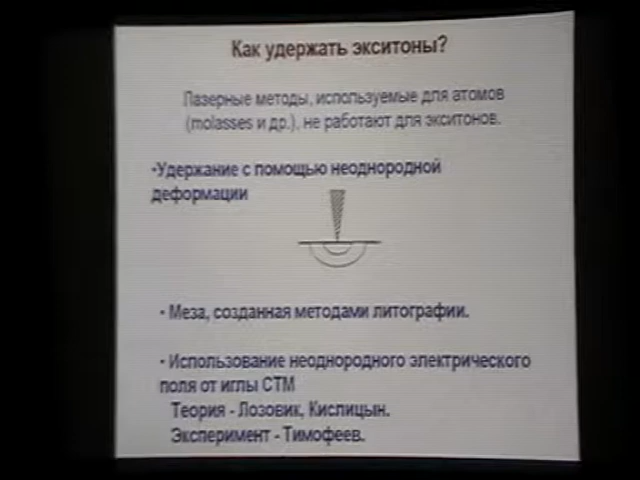 Как удержать экситоны?
Лазерные методы, используемые для атомов
(molasses и др.), не работают для экситонов.
•Удержание с помощью неоднородной
деформации
• Меза, созданная методами литографии.
• Использование неоднородного электрического
поля от иглы СТМ
Теория - Лозовик, Кислицын.
Эксперимент - Тимофеев.